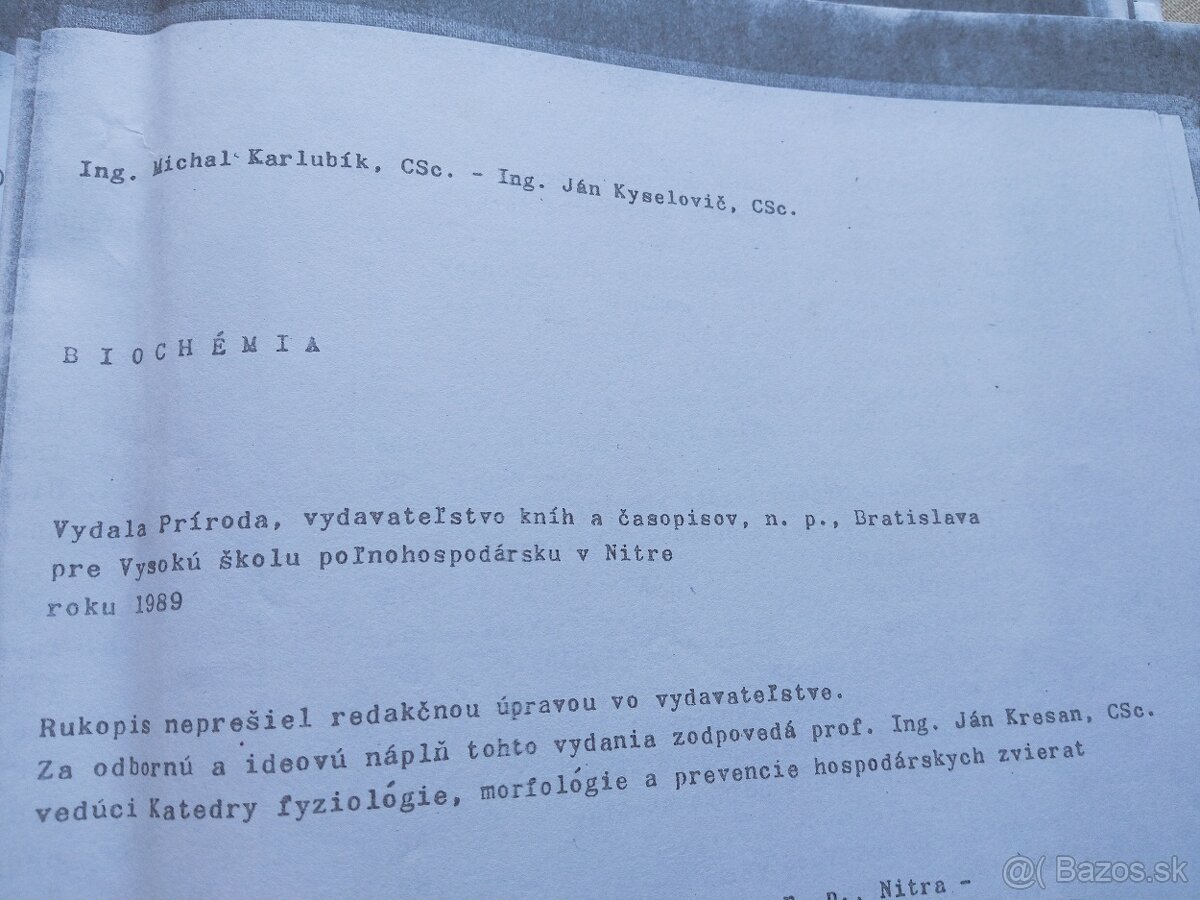 Ing. Michal Karlubík, CSc. - Ing. Ján Kyselovič, CSc.
B I O C H É M I A
Vydala Príroda, vydavateľstvo kníh a časopisov, n. p., Bratislava
pre Vysokú školu poľnohospodársku v Nitre
roku 1989
Rukopis neprešiel redakčnou úpravou vo vydavateľstve.
Za odbornú a ideovú náplň tohto vydania zodpovedá prof. Ing. Ján Kresan, CSc.
vedúci Katedry fyziológie, morfológie a prevencie hospodárskych zvierat
n. p., Nitra -
@( Bazos.sk